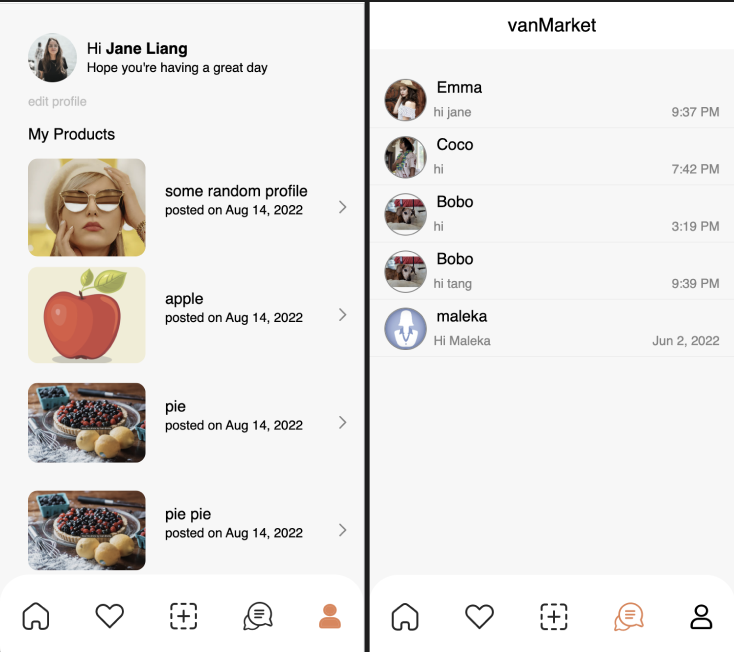 Hi Jane Liang
Hope you're having a great day
edit profile
My Products
some random profile
posted on Aug 14, 2022
apple
posted on Aug 14, 2022
pie
posted on Aug 14, 2022
pie pie
posted on Aug 14, 2022
vanMarket
Emma
hi jane 9:37 PM
Coco
hi 7:42 PM
Bobo
hi 3:19 PM
Bobo
hi tang 9:39 PM
maleka
Hi Maleka Jun 2, 2022